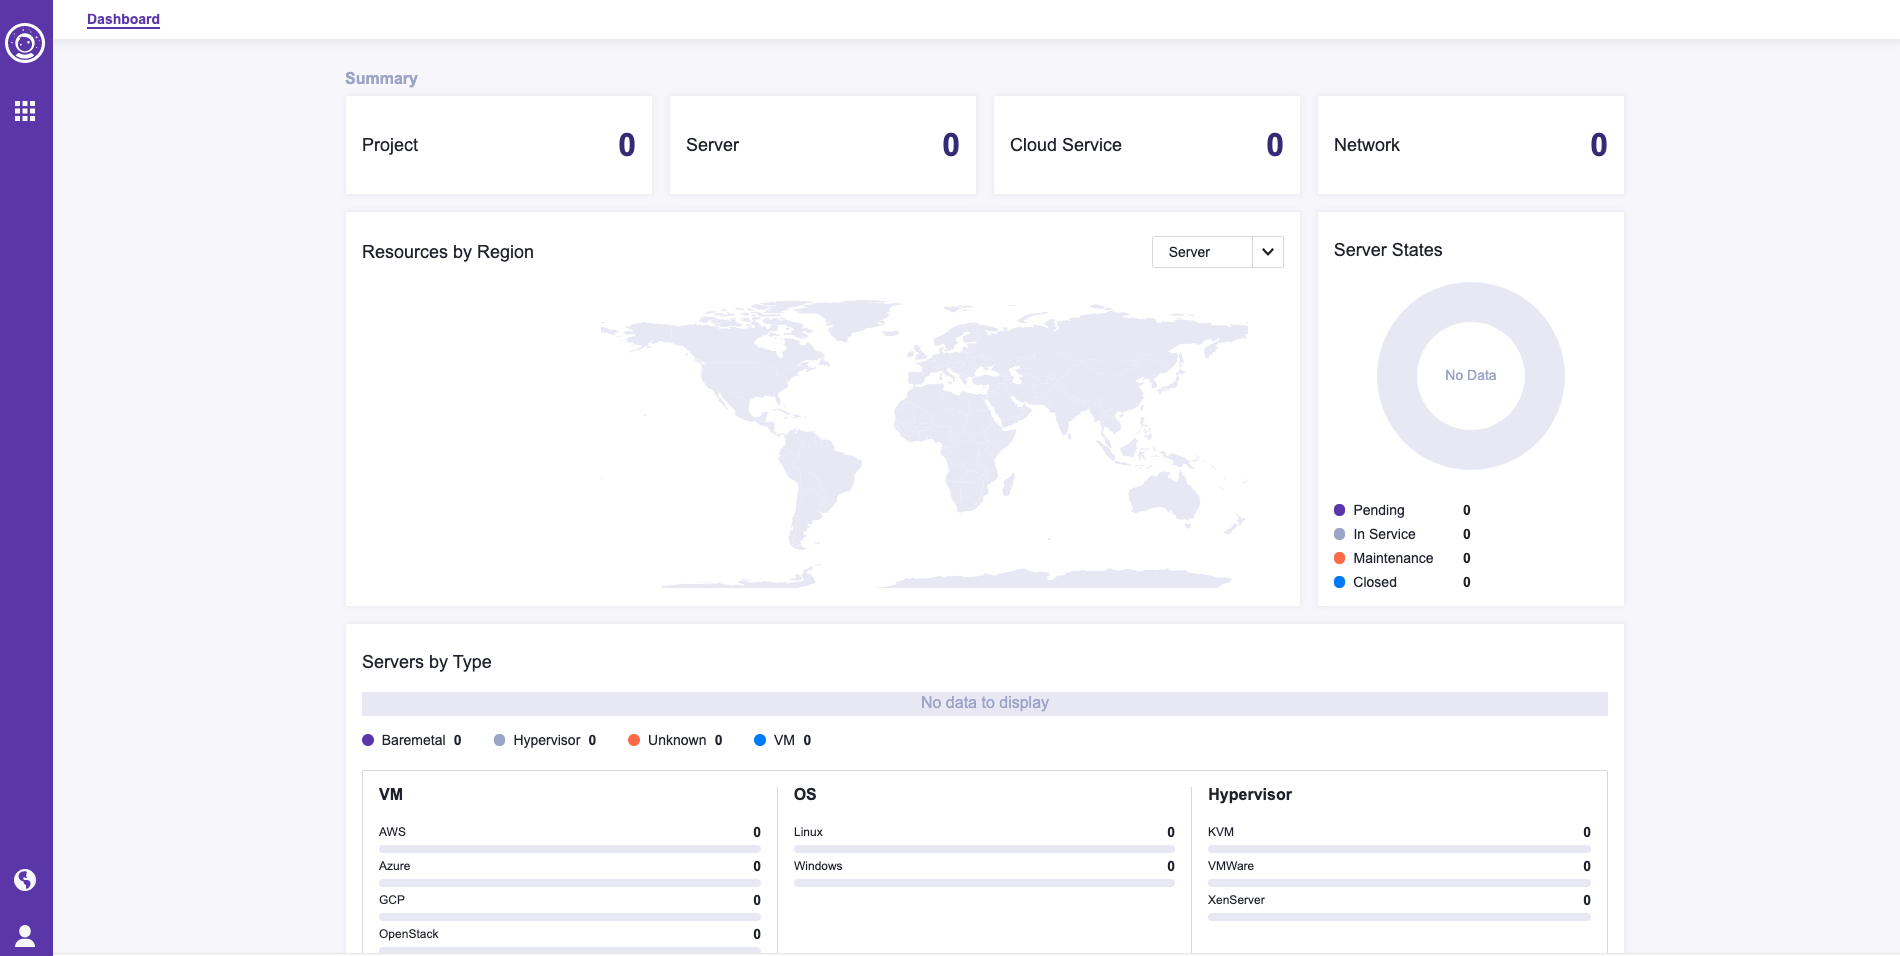 Dashboard
Summary
Project 0
Server 0
Cloud Service 0
Network 0
Resources by Region
Server
Server States
No Data
Pending 0
In Service 0
Maintenance 0
Closed 0
Servers by Type
No data to display
Baremetal 0 Hypervisor 0 Unknown 0 VM 0
VM
AWS 0
Azure 0
GCP 0
OpenStack 0
OS
Linux 0
Windows 0
Hypervisor
KVM 0
VMWare 0
XenServer 0